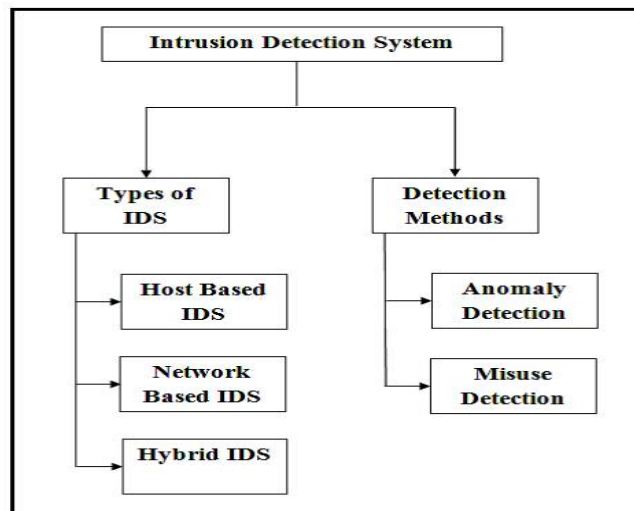 Intrusion Detection System
Types of
IDS
Detection
Methods
Host Based
IDS
Network
Based IDS
Hybrid IDS
Anomaly
Detection
Misuse
Detection